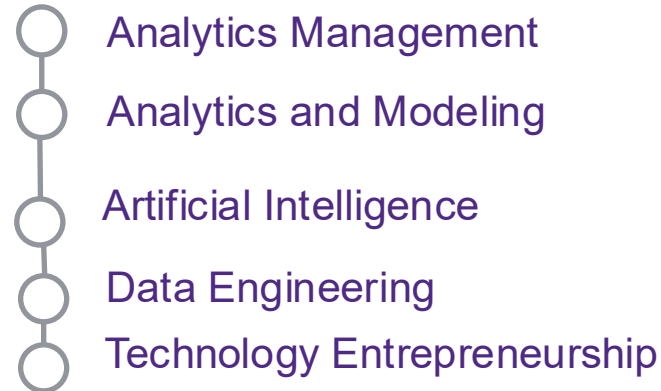 Analytics Management
Analytics and Modeling
Artificial Intelligence
Data Engineering
Technology Entrepreneurship